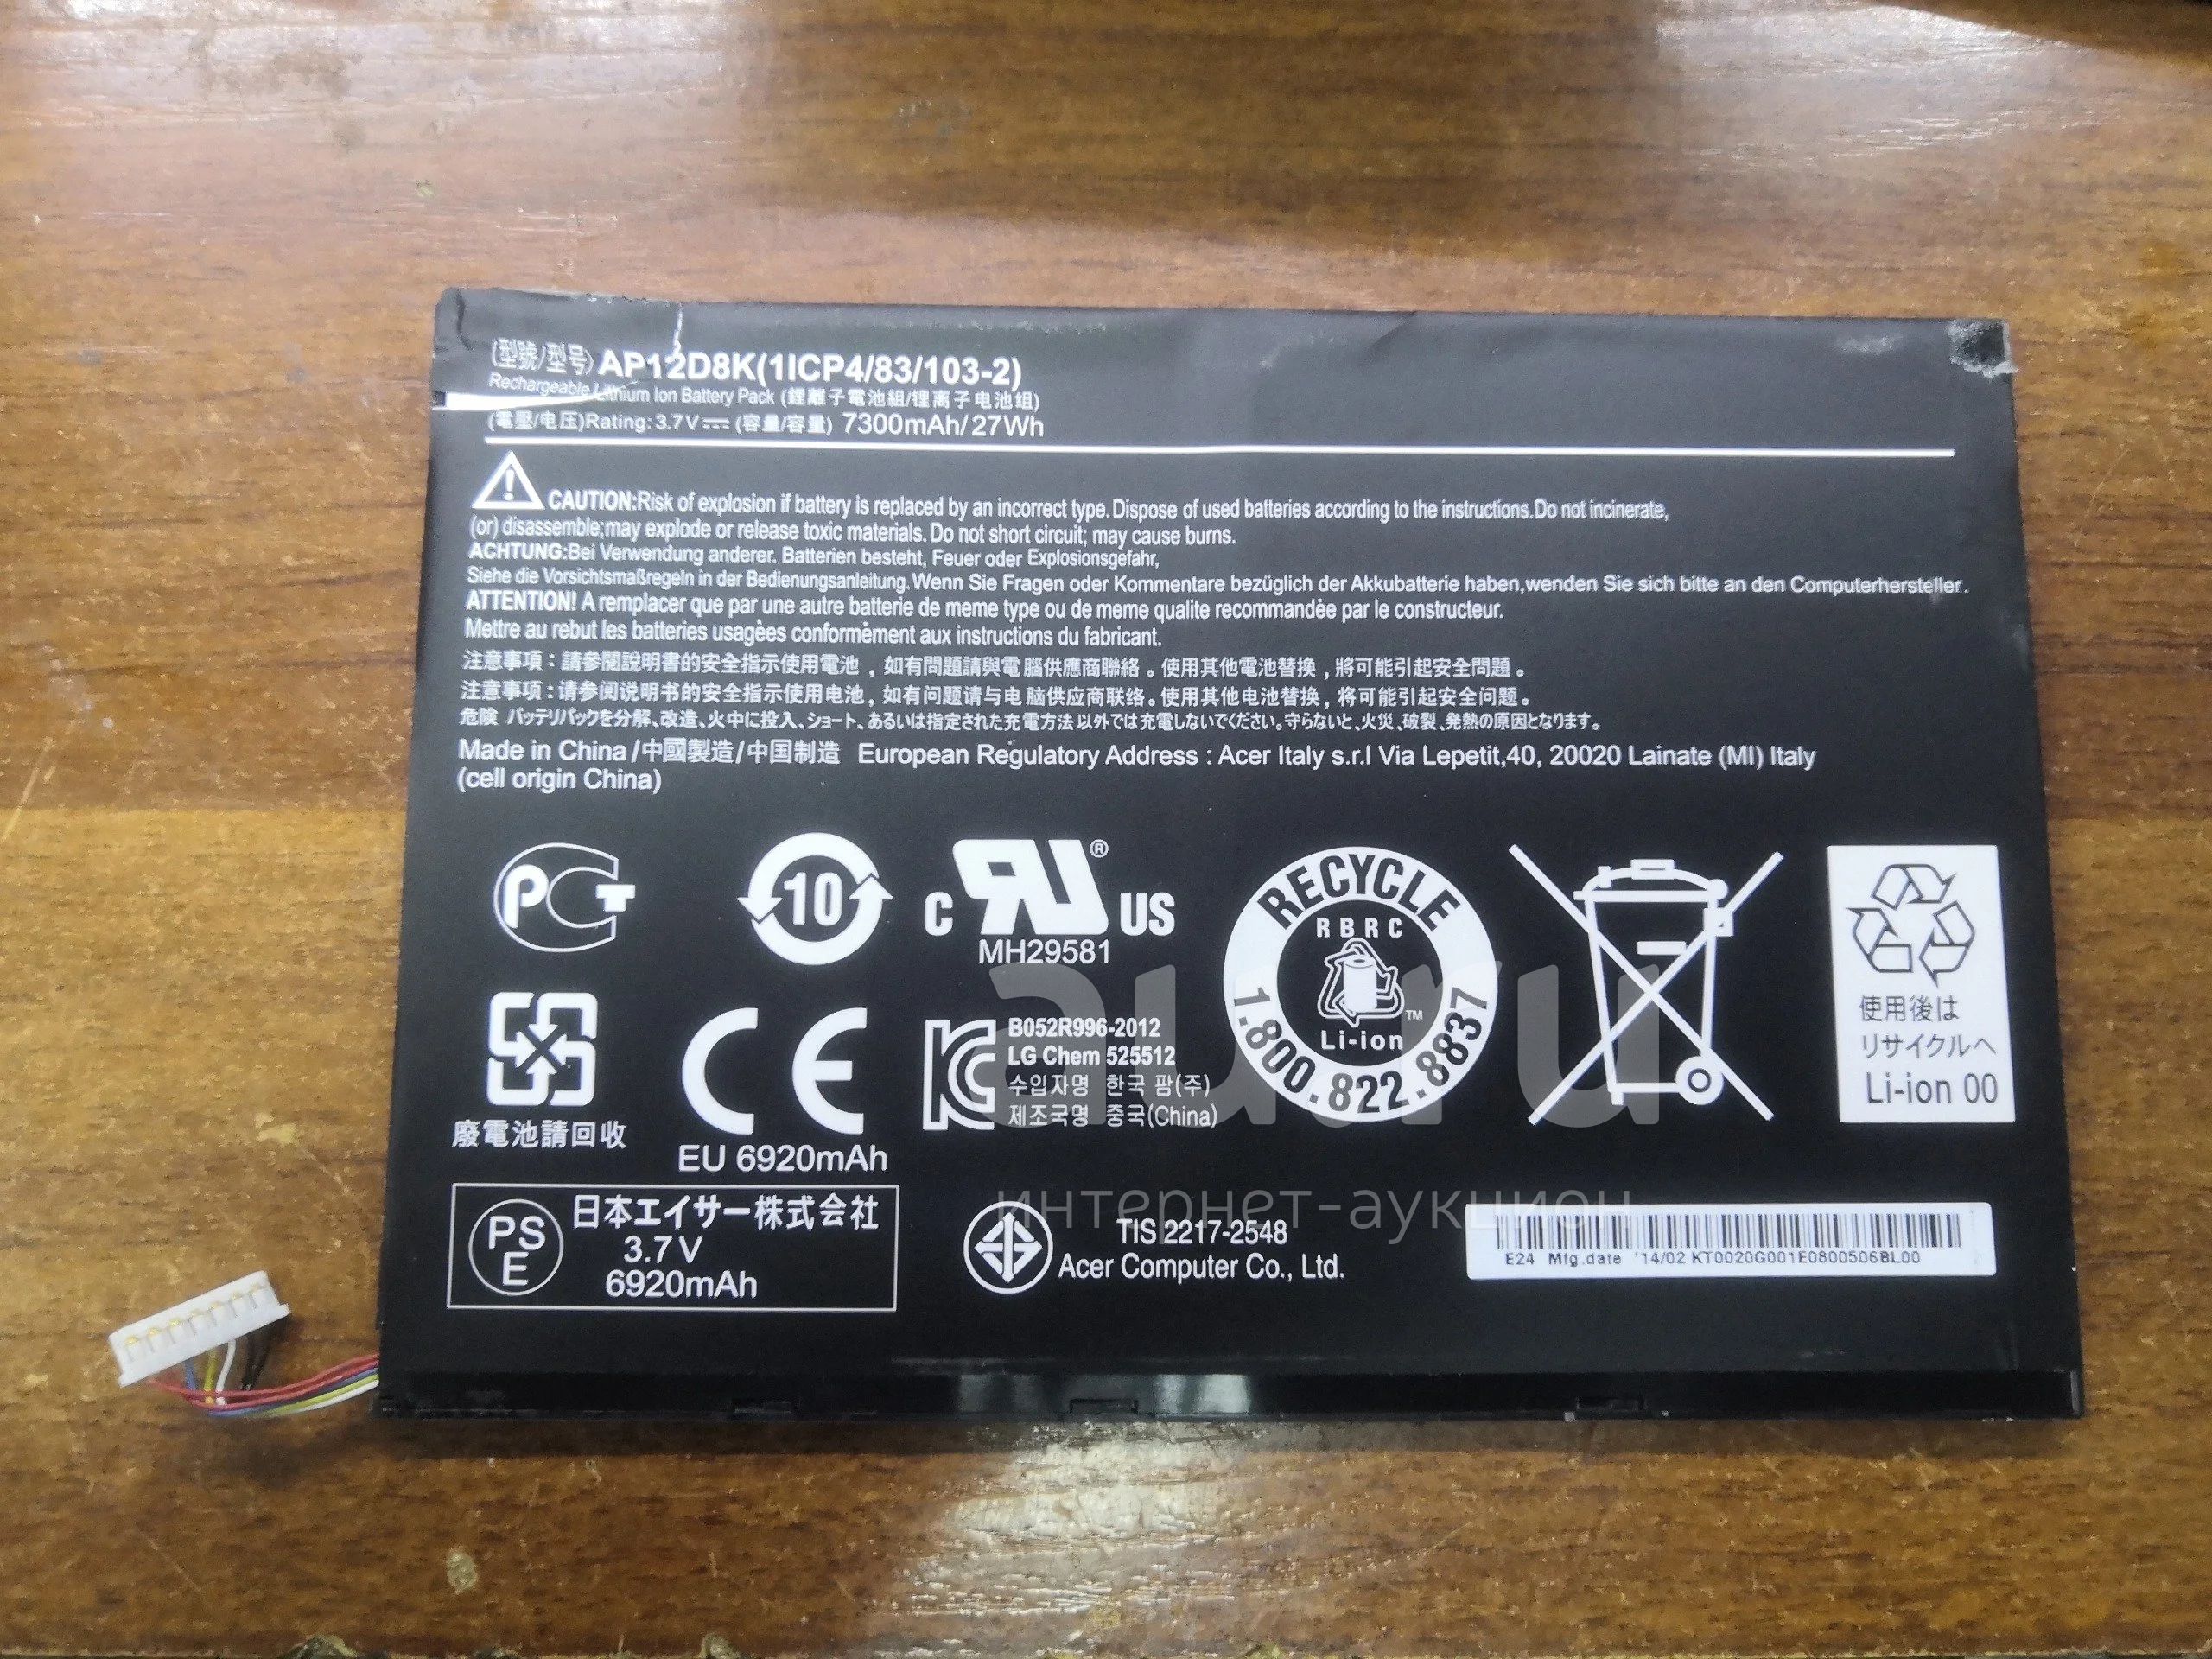 (型號/型号) AP12D8K(1ICP4/83/103-2)
Rechargeable Lithium Ion Battery Pack (鋰離子電池組/锂离子电池组)
(電壓/电压)Rating: 3.7V⎓ (容量/容量) 7300mAh/27Wh
CAUTION:Risk of explosion if battery is replaced by an incorrect type.Dispose of used batteries according to the instructions.Do not incinerate,
(or) disassemble;may explode or release toxic materials. Do not short circuit; may cause burns.
ACHTUNG:Bei Verwendung anderer. Batterien besteht, Feuer oder Explosionsgefahr,
Siehe die Vorsichtsmaßregeln in der Bedienungsanleitung.Wenn Sie Fragen oder Kommentare bezüglich der Akkubatterie haben,wenden Sie sich bitte an den Computerhersteller.
ATTENTION! A remplacer que par une autre batterie de meme type ou de meme qualite recommandèe par le constructeur.
Mettre au rebut les batteries usagèes conformèment aux instructions du fabricant.
注意事項：請參閱說明書的安全指示使用電池，如有問題請與電腦供應商聯絡。使用其他電池替換，將可能引起安全問題。
注意事项：请参阅说明书的安全指示使用电池，如有问题请与电脑供应商联络。使用其他电池替换，将可能引起安全问题。
危険 バッテリパックを分解、改造、火中に投入、ショート、あるいは指定された充電方法以外では充電しないでください。守らないと、火災、破裂、発熱の原因となります。
Made in China/中國製造/中国制造 European Regulatory Address : Acer Italy s.r.l Via Lepetit,40, 20020 Lainate (MI) Italy
(cell origin China)
РСТ
10
C RU® US
MH29581
RECYCLE
RBRC
Li-ion
TM
1.800.822.8837
使用後は
リサイクルへ
Li-ion 00
廢電池請回收
CE
EU 6920mAh
B052R996-2012
LG Chem 525512
수입자명 한국 팜(주)
제조국명 중국(China)
PSE
日本エイサー株式会社
3.7V
6920mAh
TIS 2217-2548
Acer Computer Co., Ltd.
E24 Mfg.date '14/02 KT0020G001E0800506BL00
au.ru
интернет-аукцион